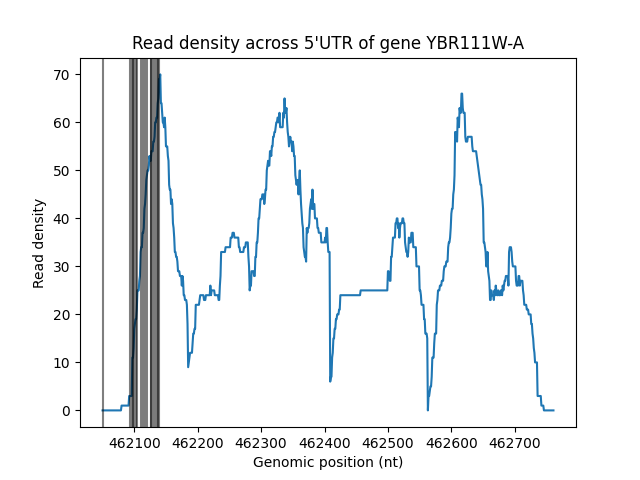 Read density across 5'UTR of gene YBR111W-A
70
60
50
40
30
20
10
0
Read density
462100 462200 462300 462400 462500 462600 462700
Genomic position (nt)